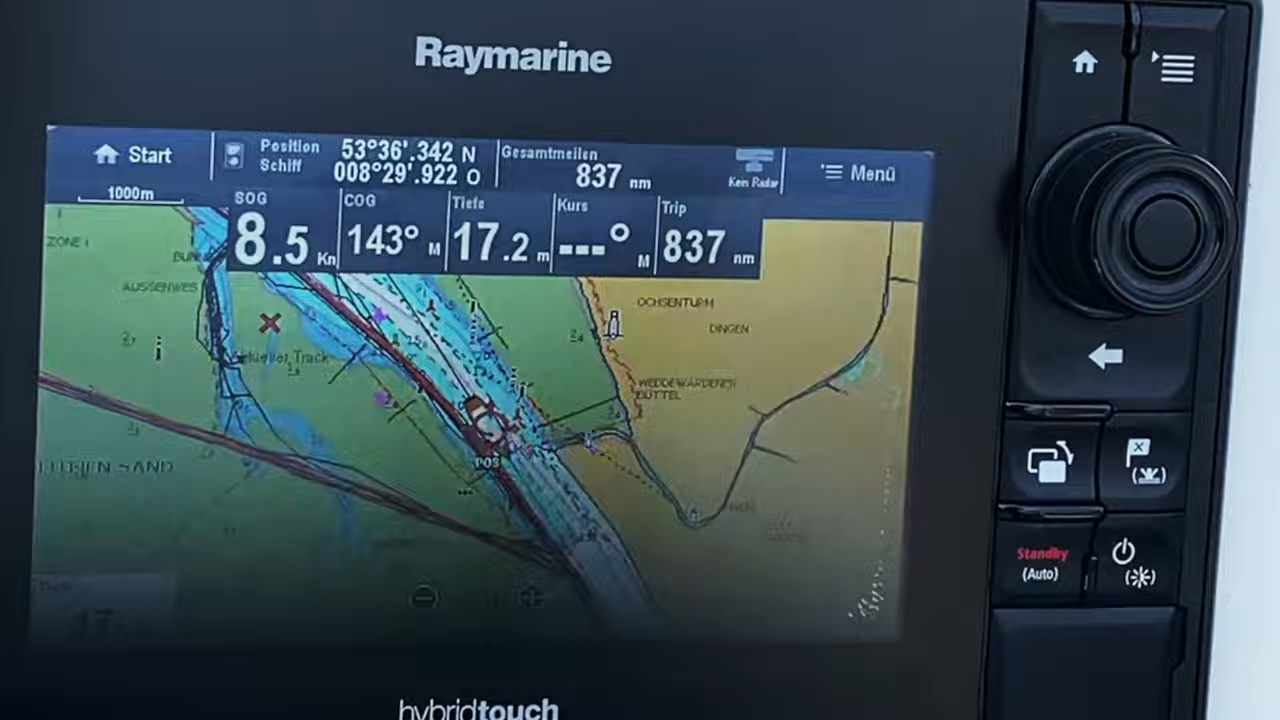 Raymarine
Start
Position
Schiff
53°36'.342 N
008°29'.922 O
Gesamtmeilen
837 nm
Kein Radar
Menü
1000m
SOG
8.5 Kn
COG
143° M
Tiefe
17.2 m
Kurs
---° M
Trip
837 nm
ZONE I
AUSSENWES
OCHSENTURM
DINGEN
Aktueller Track
WEDDEWARDENER
BÜTTEL
POS
Standby
(Auto)
hybridtouch